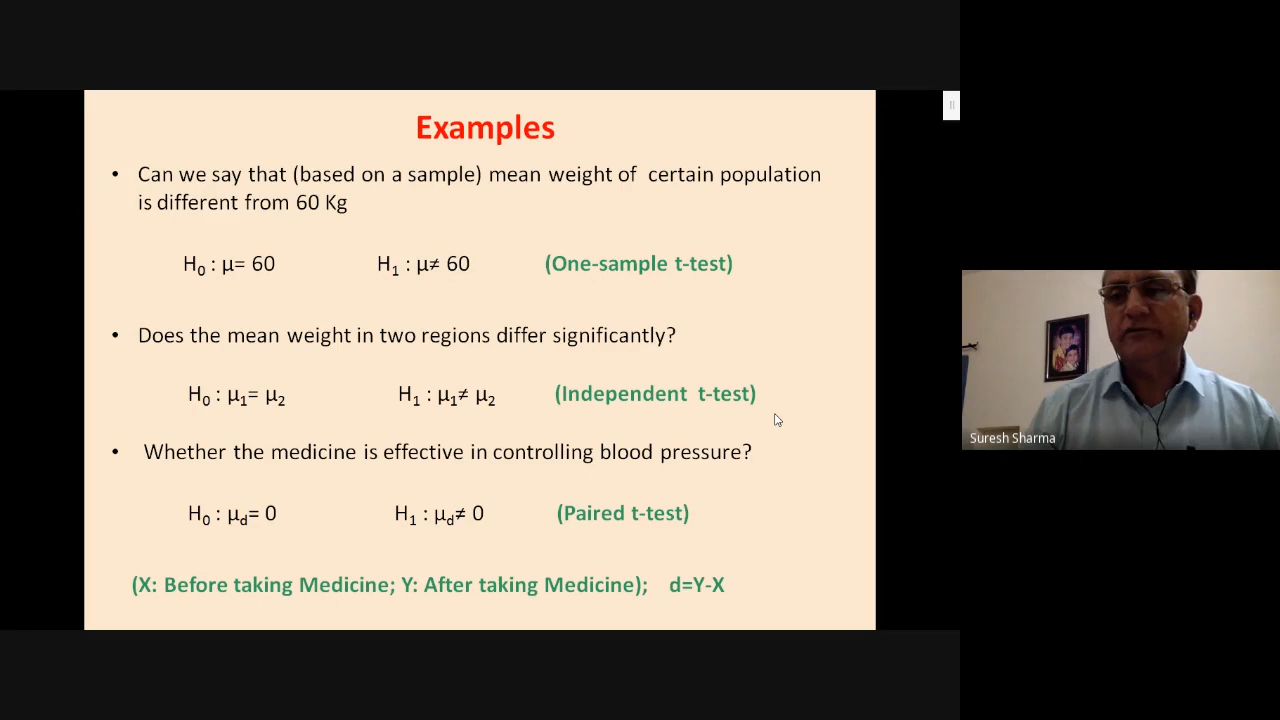 Examples
• Can we say that (based on a sample) mean weight of certain population
is different from 60 Kg
H₀ : μ= 60 H₁ : μ≠ 60 (One-sample t-test)
• Does the mean weight in two regions differ significantly?
H₀ : μ₁= μ₂ H₁ : μ₁≠ μ₂ (Independent t-test)
• Whether the medicine is effective in controlling blood pressure?
H₀ : μd= 0 H₁ : μd≠ 0 (Paired t-test)
(X: Before taking Medicine; Y: After taking Medicine); d=Y-X
Suresh Sharma